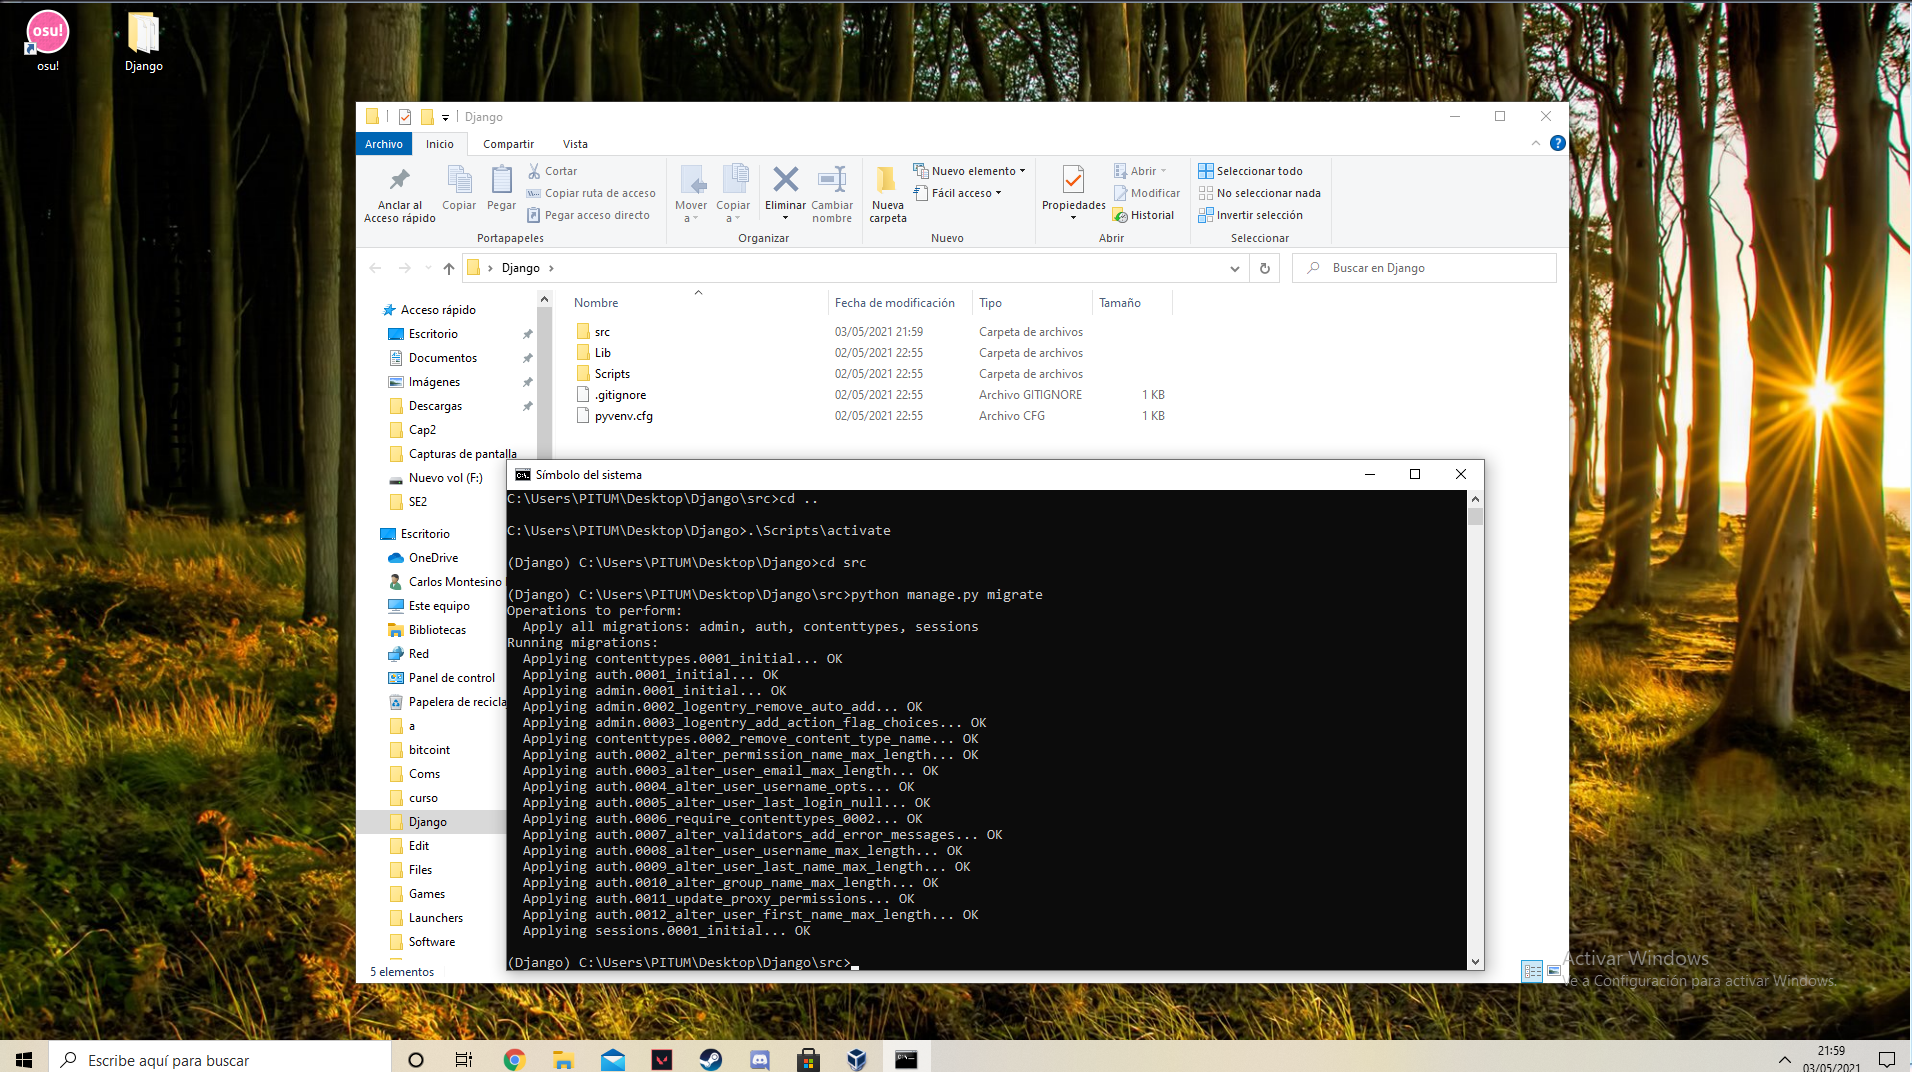 osu!
osu!
Django
Django
Archivo
Inicio
Compartir
Vista
Anclar al
Acceso rápido
Copiar
Pegar
Cortar
Copiar ruta de acceso
Pegar acceso directo
Portapapeles
Mover
a
Copiar
a
Eliminar
Cambiar
nombre
Organizar
Nueva
carpeta
Nuevo elemento
Fácil acceso
Nuevo
Propiedades
Abrir
Modificar
Historial
Abrir
Seleccionar todo
No seleccionar nada
Invertir selección
Seleccionar
Django
Buscar en Django
Nombre Fecha de modificación Tipo Tamaño
src 03/05/2021 21:59 Carpeta de archivos
Lib 02/05/2021 22:55 Carpeta de archivos
Scripts 02/05/2021 22:55 Carpeta de archivos
.gitignore 02/05/2021 22:55 Archivo GITIGNORE 1 KB
pyvenv.cfg 02/05/2021 22:55 Archivo CFG 1 KB
Acceso rápido
Escritorio
Documentos
Imágenes
Descargas
Cap2
Capturas de pantalla
Nuevo vol (F:)
SE2
Escritorio
OneDrive
Carlos Montesino
Este equipo
Bibliotecas
Red
Panel de control
Papelera de recicla
a
bitcoint
Coms
curso
Django
Edit
Files
Games
Launchers
Software
5 elementos
Símbolo del sistema
C:\Users\PITUM\Desktop\Django\src>cd ..
C:\Users\PITUM\Desktop\Django>.\Scripts\activate
(Django) C:\Users\PITUM\Desktop\Django>cd src
(Django) C:\Users\PITUM\Desktop\Django\src>python manage.py migrate
Operations to perform:
Apply all migrations: admin, auth, contenttypes, sessions
Running migrations:
Applying contenttypes.0001_initial... OK
Applying auth.0001_initial... OK
Applying admin.0001_initial... OK
Applying admin.0002_logentry_remove_auto_add... OK
Applying admin.0003_logentry_add_action_flag_choices... OK
Applying contenttypes.0002_remove_content_type_name... OK
Applying auth.0002_alter_permission_name_max_length... OK
Applying auth.0003_alter_user_email_max_length... OK
Applying auth.0004_alter_user_username_opts... OK
Applying auth.0005_alter_user_last_login_null... OK
Applying auth.0006_require_contenttypes_0002... OK
Applying auth.0007_alter_validators_add_error_messages... OK
Applying auth.0008_alter_user_username_max_length... OK
Applying auth.0009_alter_user_last_name_max_length... OK
Applying auth.0010_alter_group_name_max_length... OK
Applying auth.0011_update_proxy_permissions... OK
Applying auth.0012_alter_user_first_name_max_length... OK
Applying sessions.0001_initial... OK
(Django) C:\Users\PITUM\Desktop\Django\src>
Activar Windows
Ve a Configuración para activar Windows.
Escribe aquí para buscar
21:59
03/05/2021